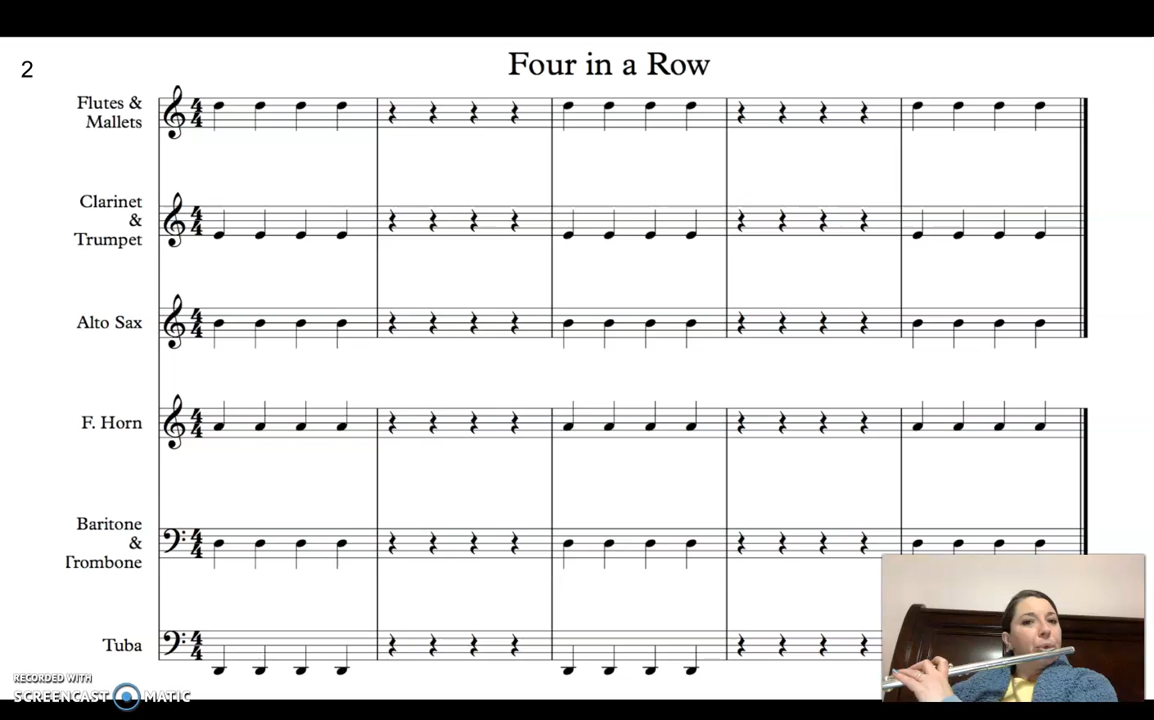 Four in a Row
2
Flutes &
Mallets
Clarinet
&
Trumpet
Alto Sax
F. Horn
Baritone
&
Trombone
Tuba
RECORDED WITH
SCREENCAST MATIC